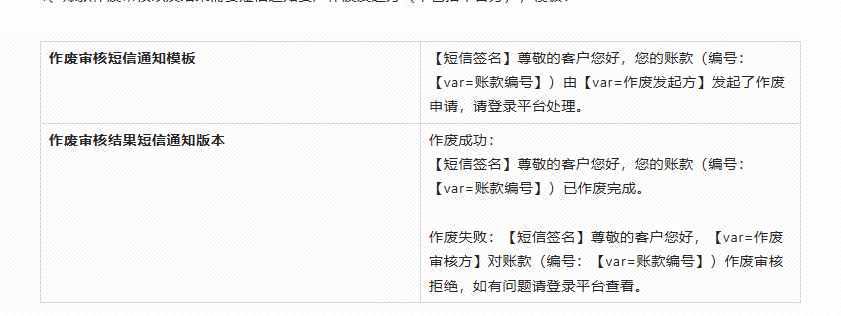 作废审核短信通知模板
【短信签名】尊敬的客户您好，您的账款（编号：
【var=账款编号】）由【var=作废发起方】发起了作废
申请，请登录平台处理。
作废审核结果短信通知版本
作废成功：
【短信签名】尊敬的客户您好，您的账款（编号：
【var=账款编号】）已作废完成。
作废失败：【短信签名】尊敬的客户您好，【var=作废
审核方】对账款（编号：【var=账款编号】）作废审核
拒绝，如有问题请登录平台查看。